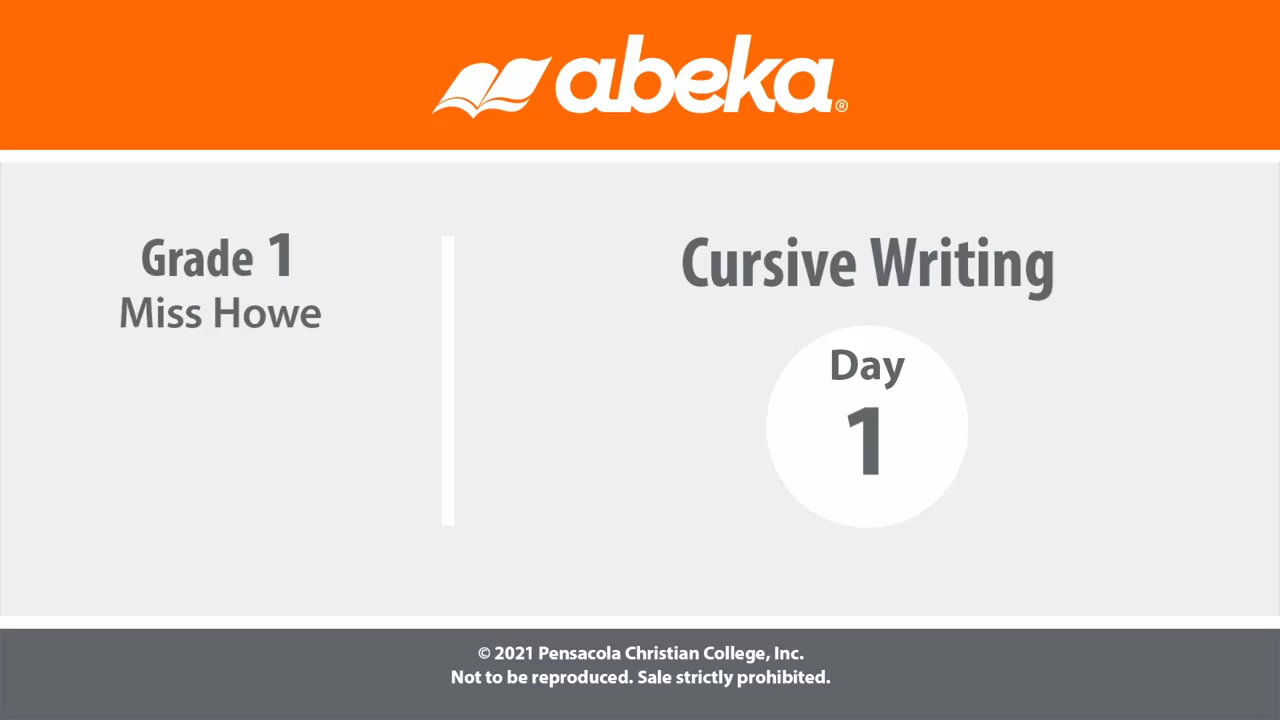 abeka®
Grade 1
Miss Howe
Cursive Writing
Day
1
© 2021 Pensacola Christian College, Inc.
Not to be reproduced. Sale strictly prohibited.